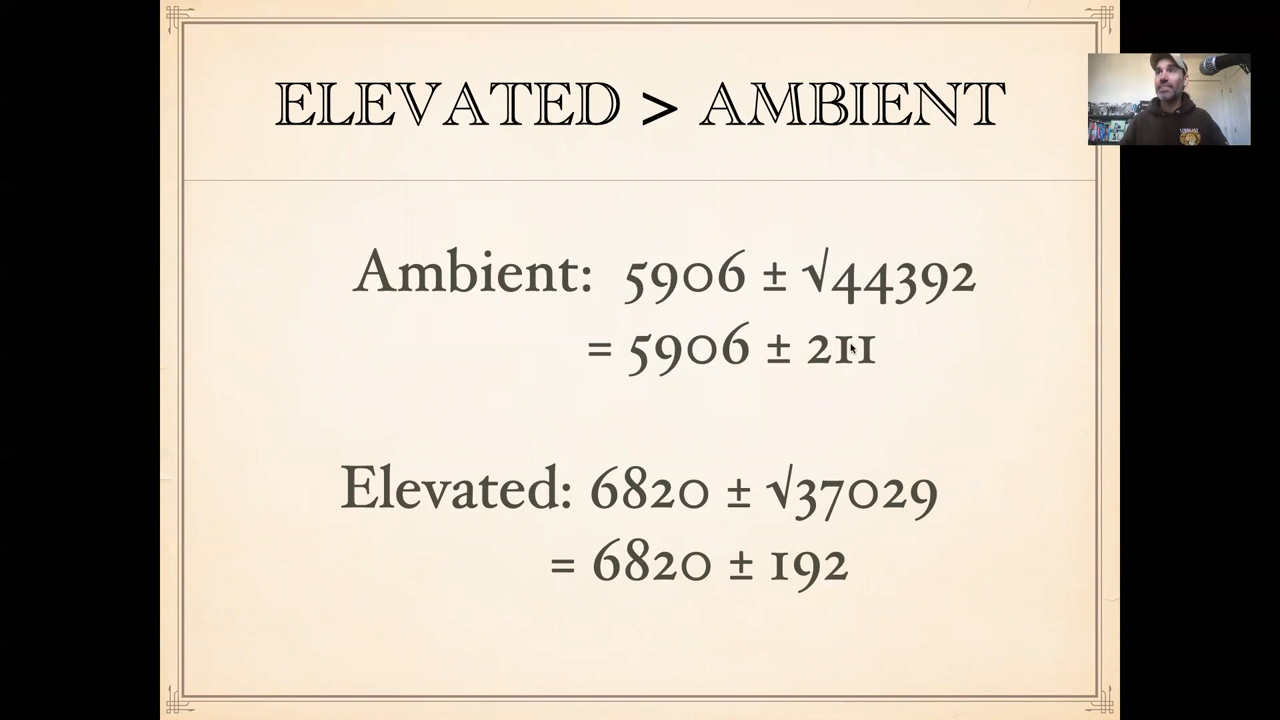 ELEVATED > AMBIENT
Ambient: 5906 ± √44392
= 5906 ± 211
Elevated: 6820 ± √37029
= 6820 ± 192